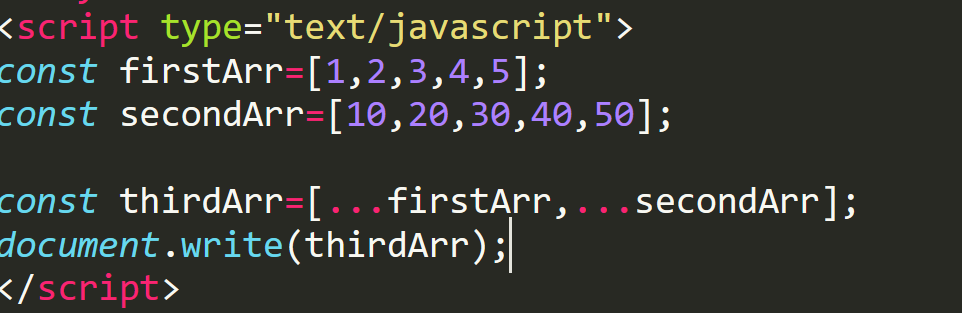 <script type="text/javascript">
const firstArr=[1,2,3,4,5];
const secondArr=[10,20,30,40,50];
const thirdArr=[...firstArr,...secondArr];
document.write(thirdArr);
</script>